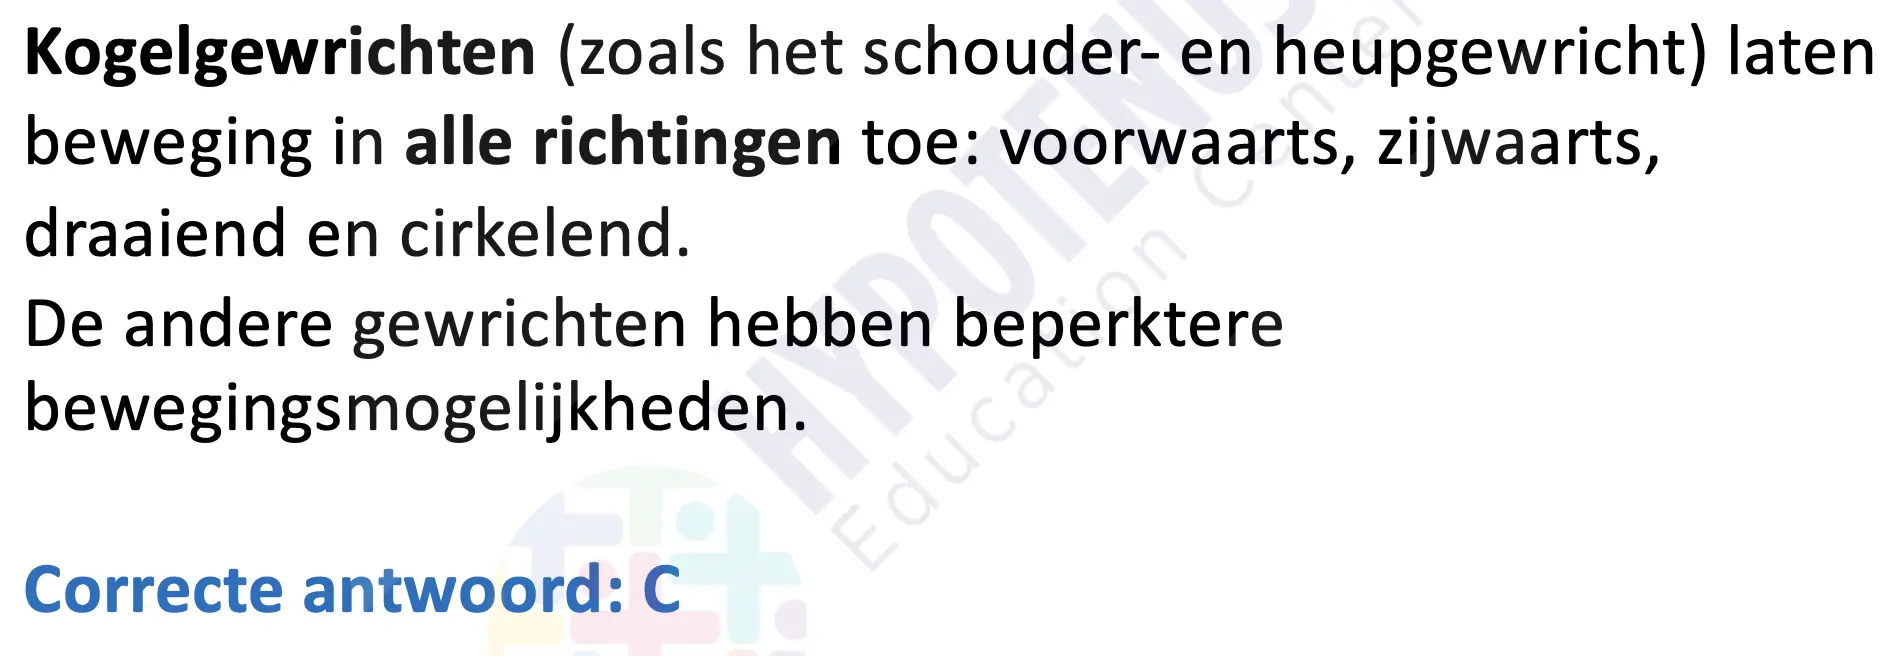 Kogelgewrichten (zoals het schouder- en heupgewricht) laten
beweging in alle richtingen toe: voorwaarts, zijwaarts,
draaiend en cirkelend.
De andere gewrichten hebben beperktere
bewegingsmogelijkheden.
Correcte antwoord: C
HYPOTENUS
Education Center